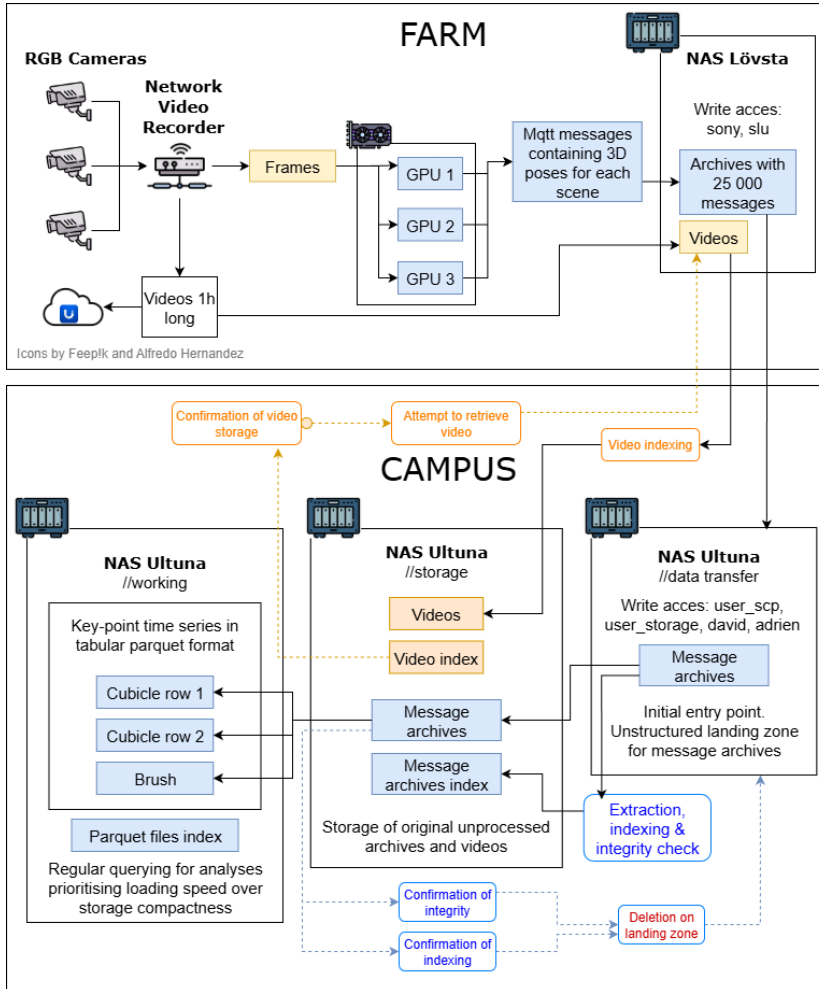 FARM
RGB Cameras
Network
Video
Recorder
NAS Lövsta
Write acces:
sony, slu
Frames
GPU 1
GPU 2
GPU 3
Mqtt messages
containing 3D
poses for each
scene
Archives with
25 000
messages
Videos
Videos 1h
long
Icons by Feep!k and Alfredo Hernandez
Confirmation of video
storage
Attempt to retrieve
video
Video indexing
CAMPUS
NAS Ultuna
//working
Key-point time series in
tabular parquet format
Cubicle row 1
Cubicle row 2
Brush
Parquet files index
Regular querying for analyses
prioritising loading speed over
storage compactness
NAS Ultuna
//storage
Videos
Video index
Message
archives
Message
archives index
Storage of original unprocessed
archives and videos
NAS Ultuna
//data transfer
Write acces: user_scp,
user_storage, david, adrien
Message
archives
Initial entry point.
Unstructured landing zone
for message archives
Extraction,
indexing &
integrity check
Confirmation of
integrity
Confirmation of
indexing
Deletion on
landing zone